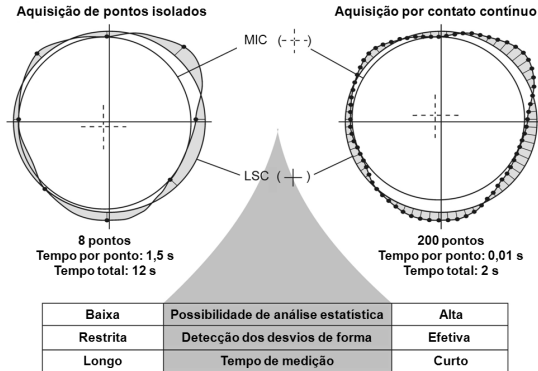 Aquisição de pontos isolados
Aquisição por contato contínuo
MIC
LSC
8 pontos
Tempo por ponto: 1,5 s
Tempo total: 12 s
200 pontos
Tempo por ponto: 0,01 s
Tempo total: 2 s
Baixa Possibilidade de análise estatistica Alta
Restrita Detecção dos desvios de forma Efetiva
Longo Tempo de medição Curto